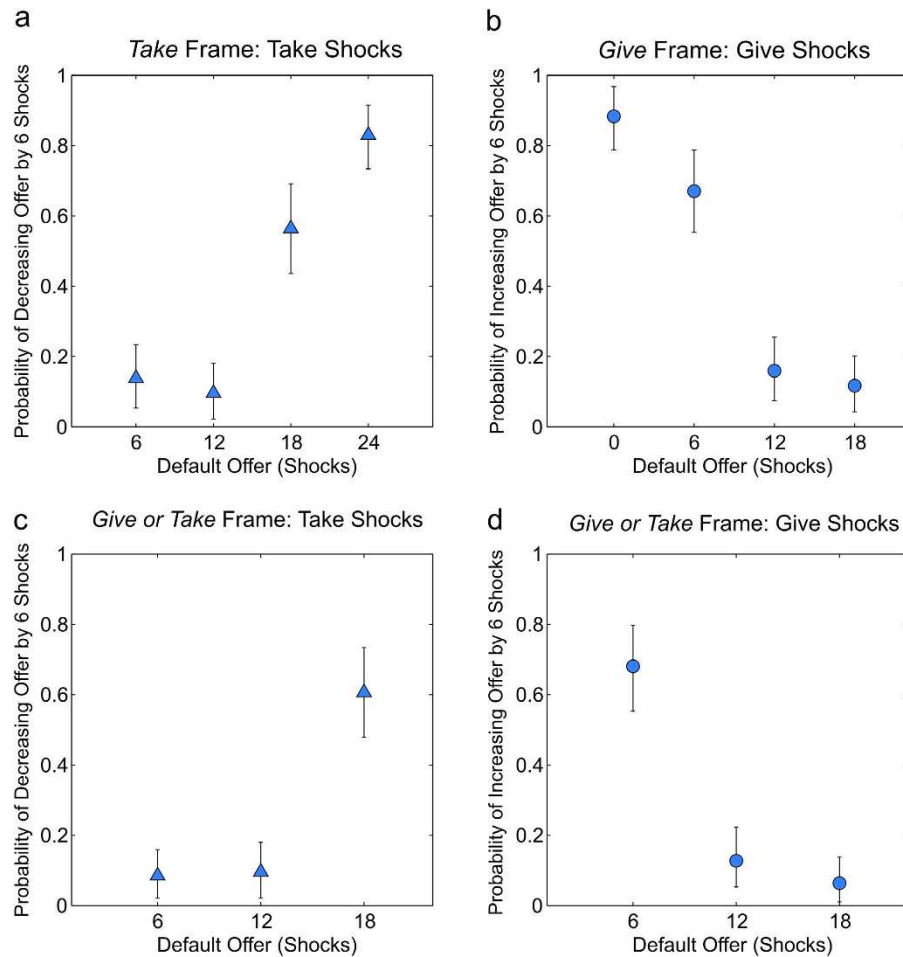 a
Take Frame: Take Shocks
Probability of Decreasing Offer by 6 Shocks
1
0.8
0.6
0.4
0.2
0
6 12 18 24
Default Offer (Shocks)
b
Give Frame: Give Shocks
Probability of Increasing Offer by 6 Shocks
1
0.8
0.6
0.4
0.2
0
0 6 12 18
Default Offer (Shocks)
c
Give or Take Frame: Take Shocks
Probability of Decreasing Offer by 6 Shocks
1
0.8
0.6
0.4
0.2
0
6 12 18
Default Offer (Shocks)
d
Give or Take Frame: Give Shocks
Probability of Increasing Offer by 6 Shocks
1
0.8
0.6
0.4
0.2
0
6 12 18
Default Offer (Shocks)